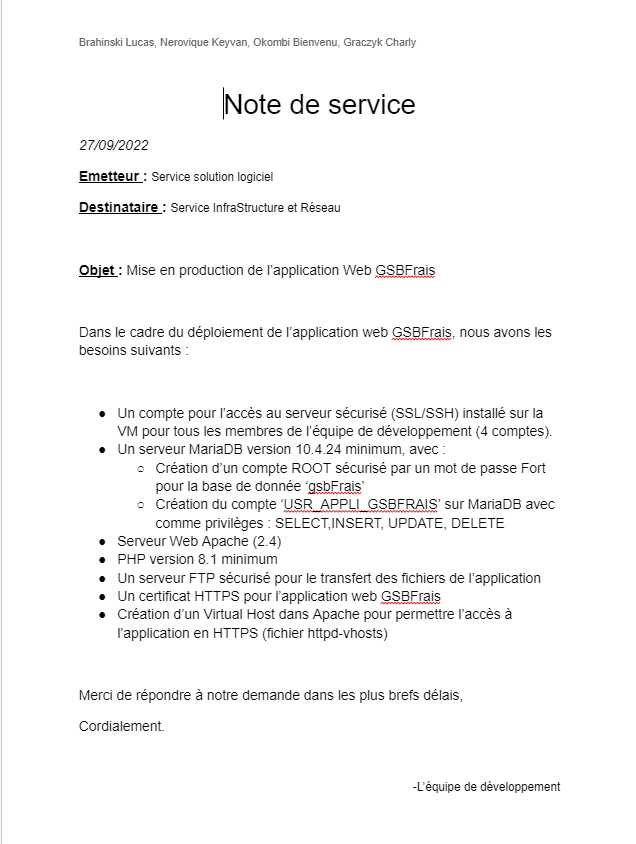 Brahinski Lucas, Nerovique Keyvan, Okombi Bienvenu, Graczyk Charly
Note de service
27/09/2022
Emetteur : Service solution logiciel
Destinataire : Service InfraStructure et Réseau
Objet : Mise en production de l'application Web GSBFrais
Dans le cadre du déploiement de l'application web GSBFrais, nous avons les
besoins suivants :
● Un compte pour l'accès au serveur sécurisé (SSL/SSH) installé sur la
VM pour tous les membres de l'équipe de développement (4 comptes).
● Un serveur MariaDB version 10.4.24 minimum, avec :
○ Création d'un compte ROOT sécurisé par un mot de passe Fort
pour la base de donnée 'gsbFrais'
○ Création du compte 'USR_APPLI_GSBFRAIS' sur MariaDB avec
comme privilèges : SELECT,INSERT, UPDATE, DELETE
● Serveur Web Apache (2.4)
● PHP version 8.1 minimum
● Un serveur FTP sécurisé pour le transfert des fichiers de l'application
● Un certificat HTTPS pour l'application web GSBFrais
● Création d'un Virtual Host dans Apache pour permettre l'accès à
l'application en HTTPS (fichier httpd-vhosts)
Merci de répondre à notre demande dans les plus brefs délais,
Cordialement.
-L'équipe de développement